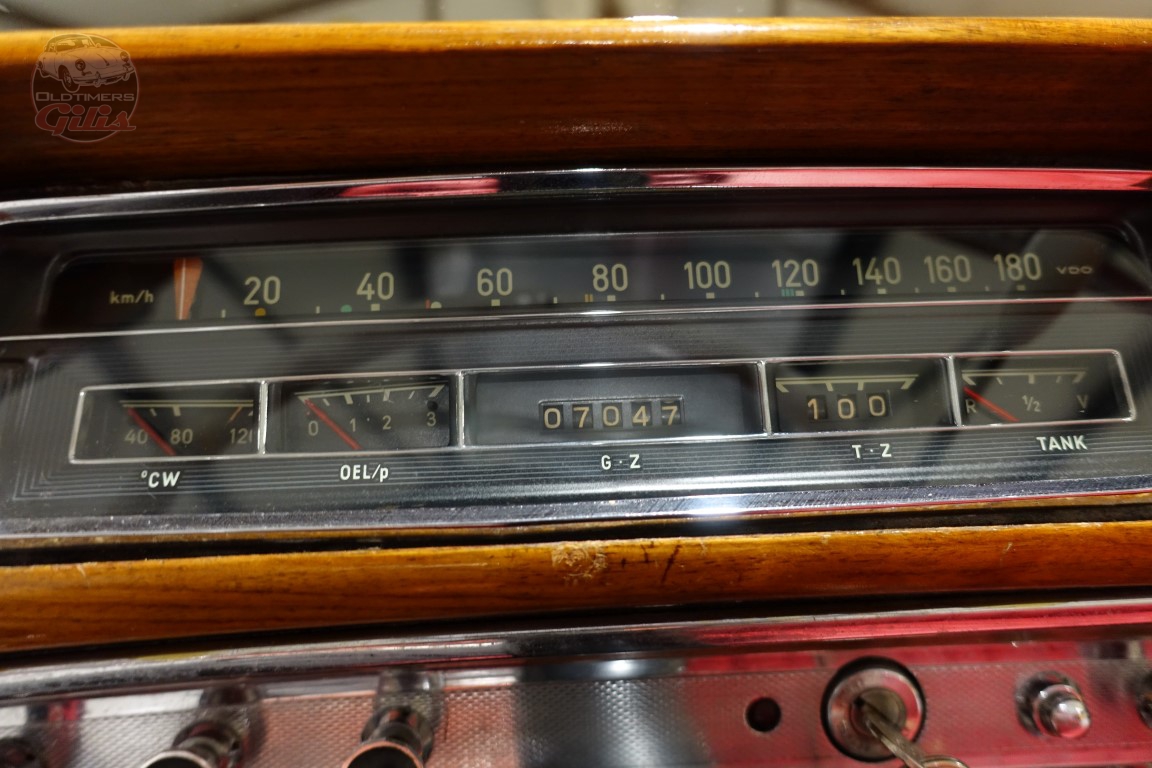 OLDTIMERS
Gilis
km/h 20 40 60 80 100 120 140 160 180 VDO
40 80 120
0 1 2 3
07047
100
R ½ V
°CW OEL/p G·Z T·Z TANK